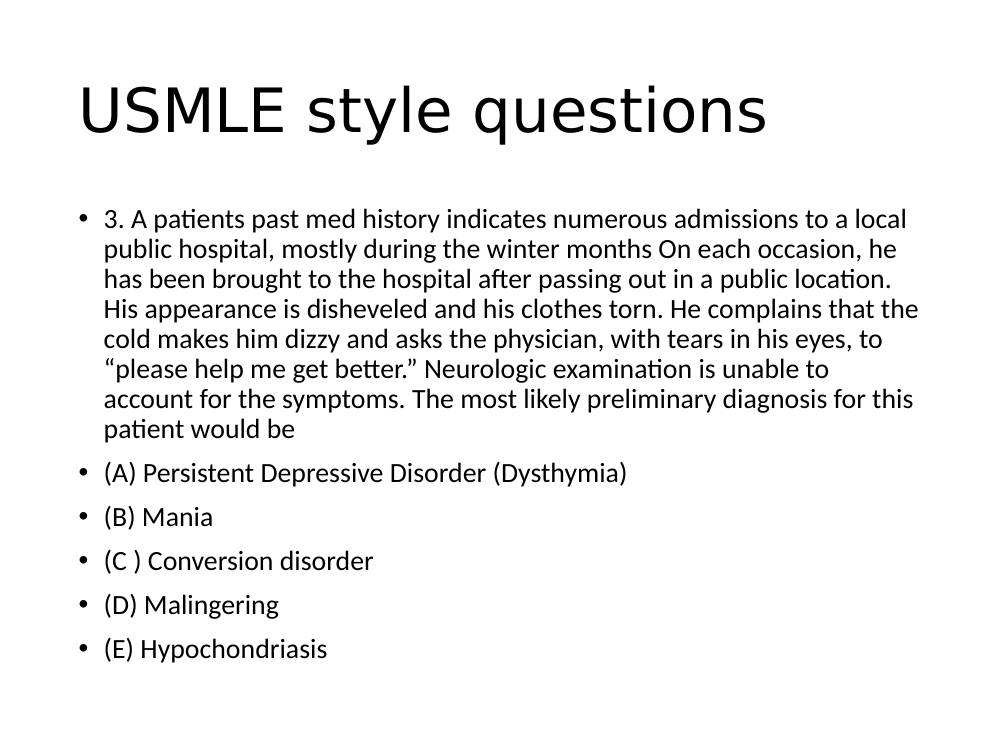 USMLE style questions
• 3. A patients past med history indicates numerous admissions to a local
public hospital, mostly during the winter months On each occasion, he
has been brought to the hospital after passing out in a public location.
His appearance is disheveled and his clothes torn. He complains that the
cold makes him dizzy and asks the physician, with tears in his eyes, to
“please help me get better.” Neurologic examination is unable to
account for the symptoms. The most likely preliminary diagnosis for this
patient would be
• (A) Persistent Depressive Disorder (Dysthymia)
• (B) Mania
• (C ) Conversion disorder
• (D) Malingering
• (E) Hypochondriasis